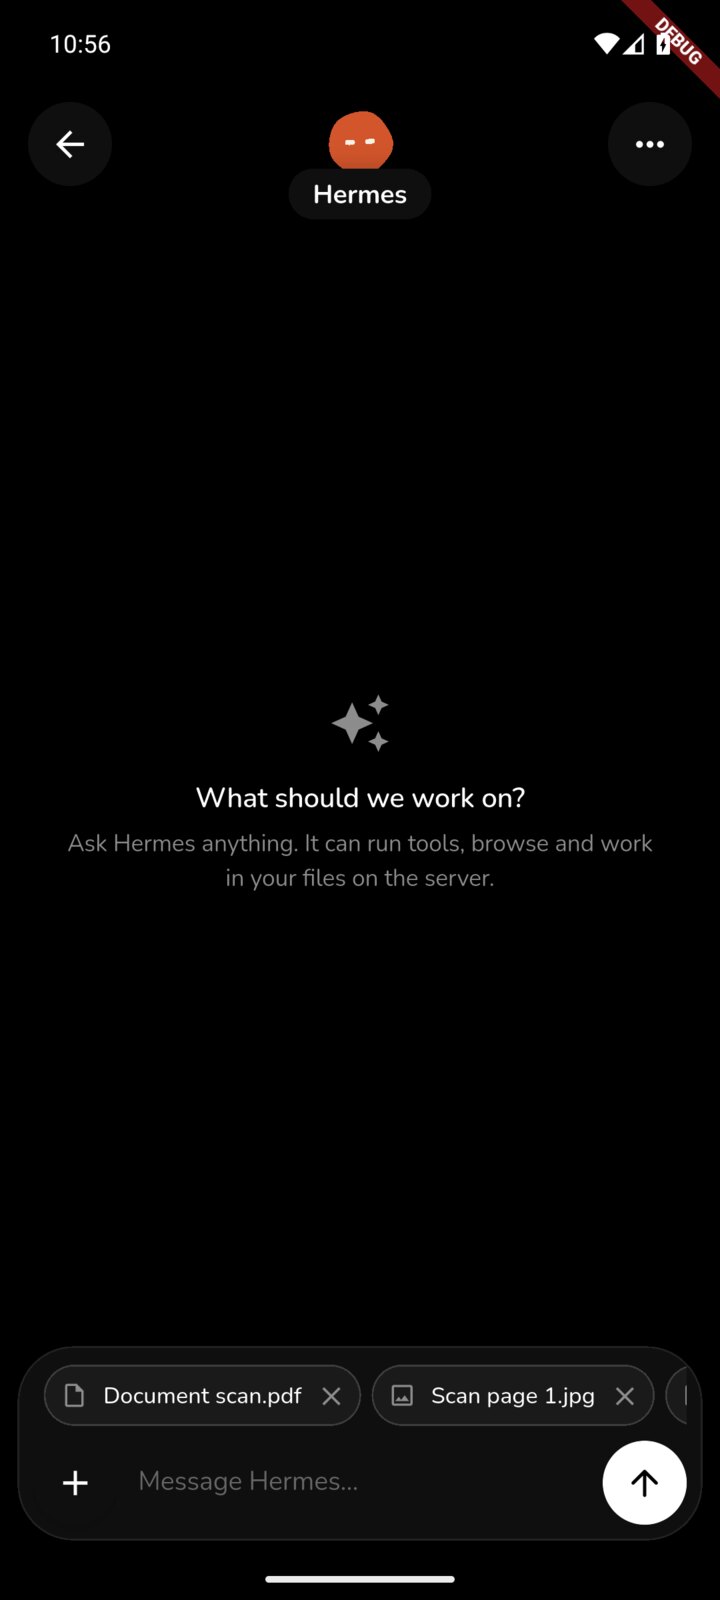 10:56
DEBUG
Hermes
What should we work on?
Ask Hermes anything. It can run tools, browse and work
in your files on the server.
Document scan.pdf
Scan page 1.jpg
Message Hermes...